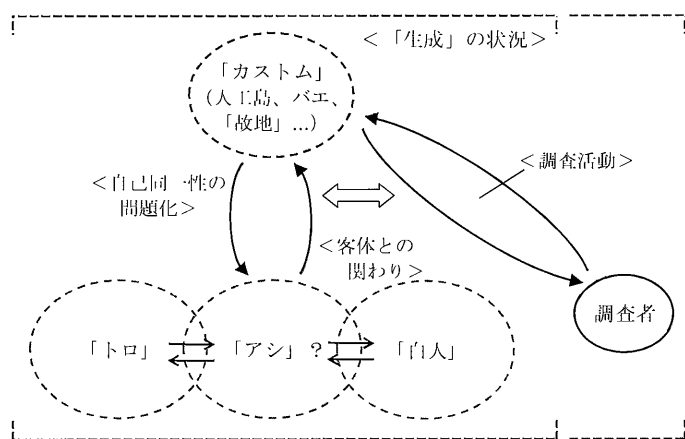 <「生成」の状況>
「カストム」
(人工島、バエ、
「故地」...)
<調査活動>
<自己同一性の
問題化>
<客体との
関わり>
調査者
「トロ」
「アシ」？
「白人」